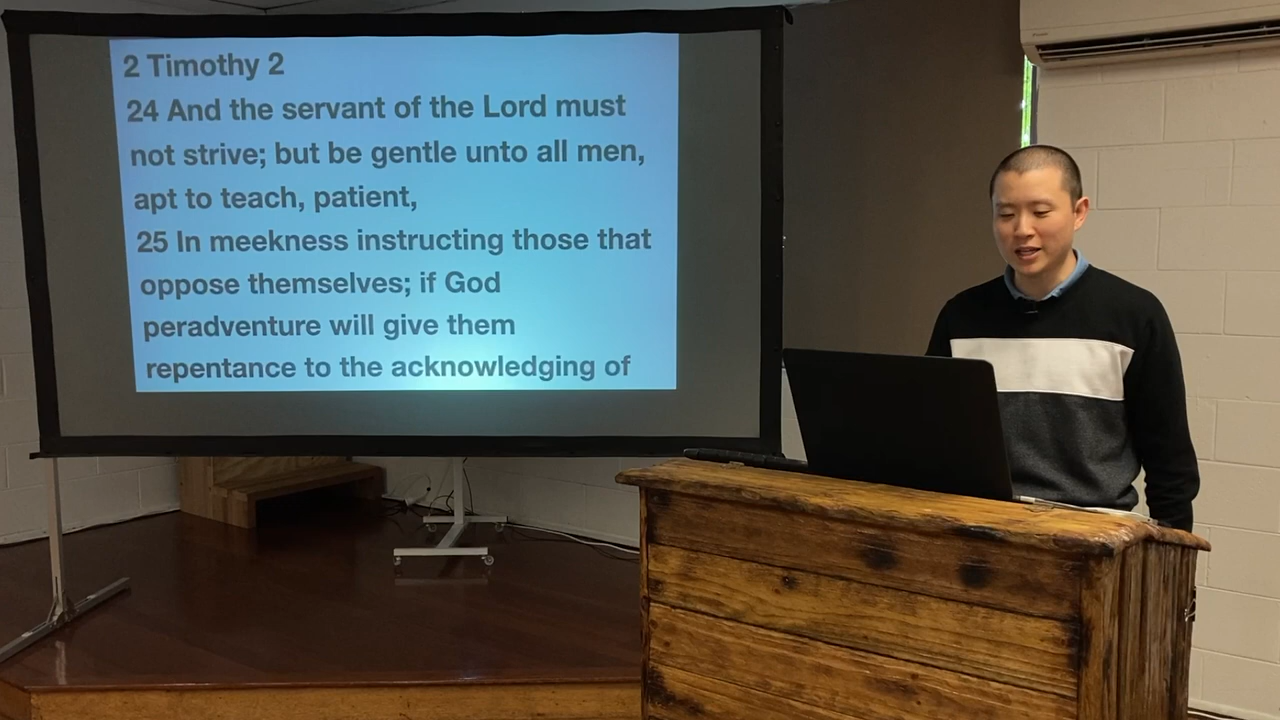 2 Timothy 2
24 And the servant of the Lord must
not strive; but be gentle unto all men,
apt to teach, patient,
25 In meekness instructing those that
oppose themselves; if God
peradventure will give them
repentance to the acknowledging of